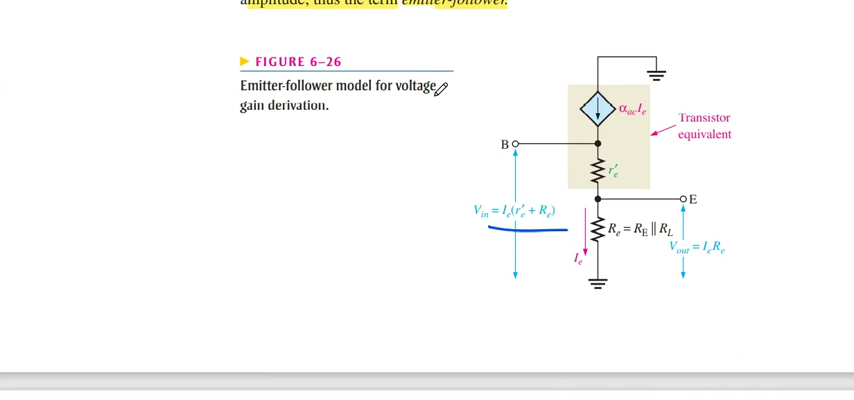 amplitude, thus the term emitter-follower.
FIGURE 6–26
Emitter-follower model for voltage
gain derivation.
αacIe
Transistor
equivalent
B
r′e
E
Vin = Ie(r′e + Re)
Re = RE || RL
Vout = IeRe
Ie